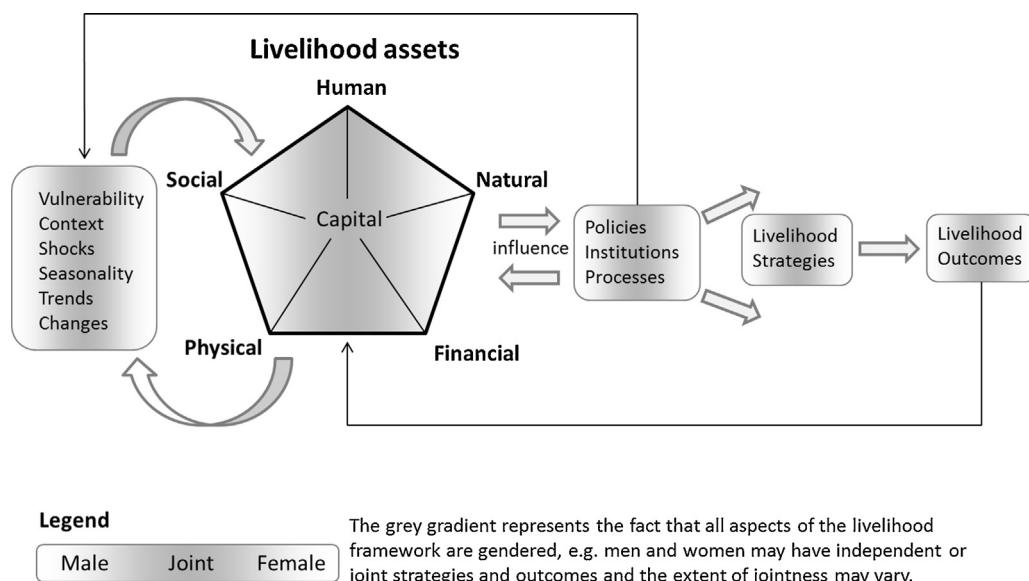 Livelihood assets
Human
Social
Natural
Capital
Physical
Financial
Vulnerability
Context
Shocks
Seasonality
Trends
Changes
influence
Policies
Institutions
Processes
Livelihood
Strategies
Livelihood
Outcomes
Legend
Male Joint Female
The grey gradient represents the fact that all aspects of the livelihood
framework are gendered, e.g. men and women may have independent or
joint strategies and outcomes and the extent of jointness may vary.